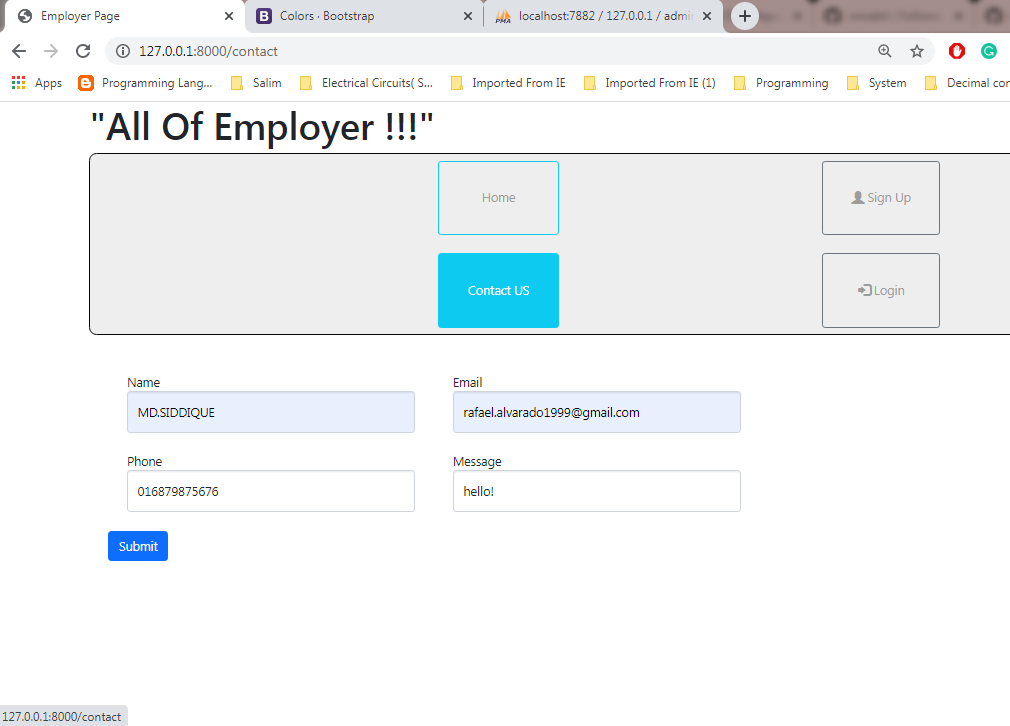 Employer Page
Colors · Bootstrap
localhost:7882 / 127.0.0.1 / admi
127.0.0.1:8000/contact
Apps
Programming Lang...
Salim
Electrical Circuits( S...
Imported From IE
Imported From IE (1)
Programming
System
Decimal con
"All Of Employer !!!"
Home
Sign Up
Contact US
Login
Name
Email
MD.SIDDIQUE
rafael.alvarado1999@gmail.com
Phone
Message
016879875676
hello!
Submit
127.0.0.1:8000/contact